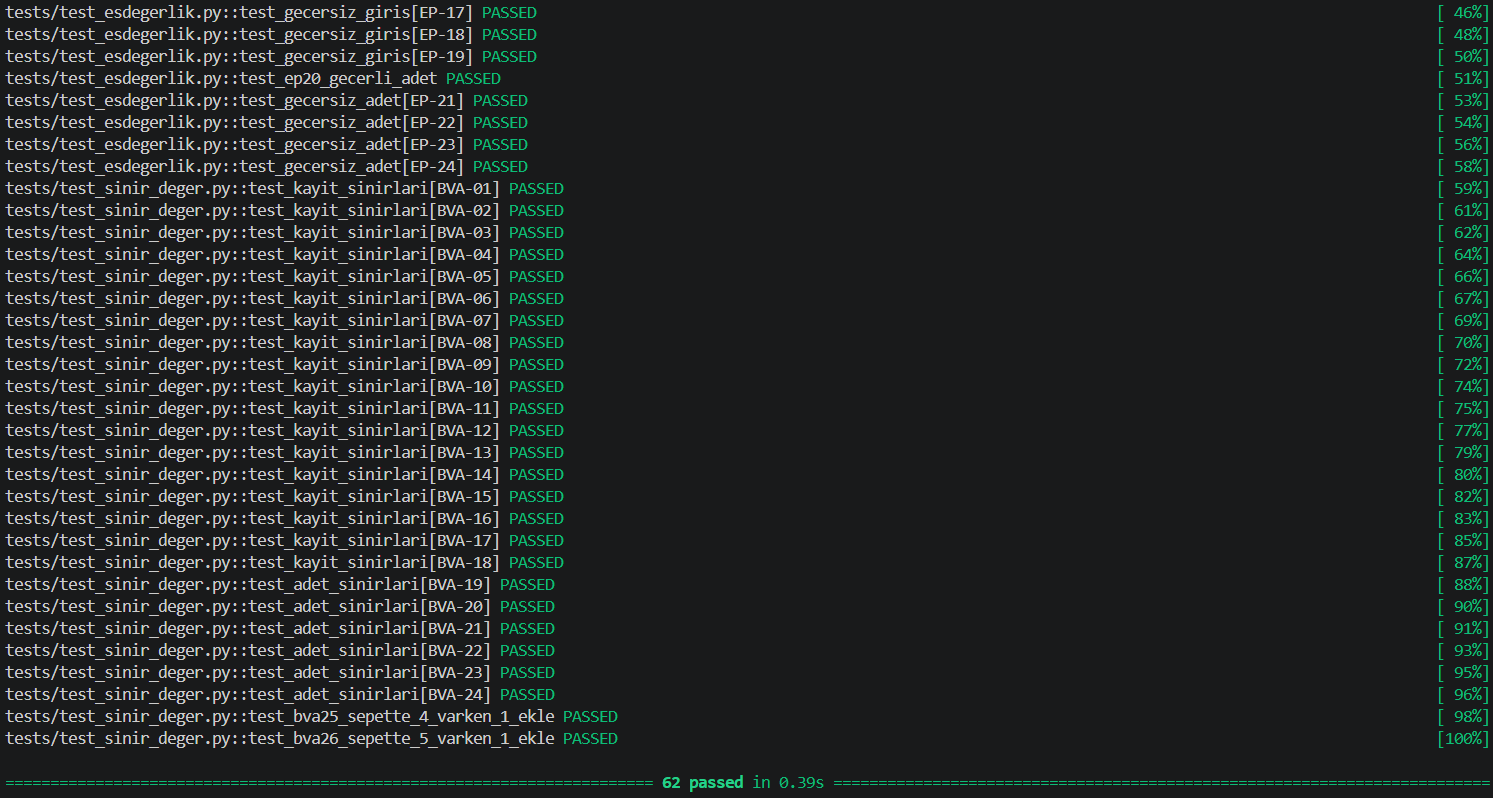 tests/test_esdegerlik.py::test_gecersiz_giris[EP-17] PASSED [ 46%]
tests/test_esdegerlik.py::test_gecersiz_giris[EP-18] PASSED [ 48%]
tests/test_esdegerlik.py::test_gecersiz_giris[EP-19] PASSED [ 50%]
tests/test_esdegerlik.py::test_ep20_gecerli_adet PASSED [ 51%]
tests/test_esdegerlik.py::test_gecersiz_adet[EP-21] PASSED [ 53%]
tests/test_esdegerlik.py::test_gecersiz_adet[EP-22] PASSED [ 54%]
tests/test_esdegerlik.py::test_gecersiz_adet[EP-23] PASSED [ 56%]
tests/test_esdegerlik.py::test_gecersiz_adet[EP-24] PASSED [ 58%]
tests/test_sinir_deger.py::test_kayit_sinirlari[BVA-01] PASSED [ 59%]
tests/test_sinir_deger.py::test_kayit_sinirlari[BVA-02] PASSED [ 61%]
tests/test_sinir_deger.py::test_kayit_sinirlari[BVA-03] PASSED [ 62%]
tests/test_sinir_deger.py::test_kayit_sinirlari[BVA-04] PASSED [ 64%]
tests/test_sinir_deger.py::test_kayit_sinirlari[BVA-05] PASSED [ 66%]
tests/test_sinir_deger.py::test_kayit_sinirlari[BVA-06] PASSED [ 67%]
tests/test_sinir_deger.py::test_kayit_sinirlari[BVA-07] PASSED [ 69%]
tests/test_sinir_deger.py::test_kayit_sinirlari[BVA-08] PASSED [ 70%]
tests/test_sinir_deger.py::test_kayit_sinirlari[BVA-09] PASSED [ 72%]
tests/test_sinir_deger.py::test_kayit_sinirlari[BVA-10] PASSED [ 74%]
tests/test_sinir_deger.py::test_kayit_sinirlari[BVA-11] PASSED [ 75%]
tests/test_sinir_deger.py::test_kayit_sinirlari[BVA-12] PASSED [ 77%]
tests/test_sinir_deger.py::test_kayit_sinirlari[BVA-13] PASSED [ 79%]
tests/test_sinir_deger.py::test_kayit_sinirlari[BVA-14] PASSED [ 80%]
tests/test_sinir_deger.py::test_kayit_sinirlari[BVA-15] PASSED [ 82%]
tests/test_sinir_deger.py::test_kayit_sinirlari[BVA-16] PASSED [ 83%]
tests/test_sinir_deger.py::test_kayit_sinirlari[BVA-17] PASSED [ 85%]
tests/test_sinir_deger.py::test_kayit_sinirlari[BVA-18] PASSED [ 87%]
tests/test_sinir_deger.py::test_adet_sinirlari[BVA-19] PASSED [ 88%]
tests/test_sinir_deger.py::test_adet_sinirlari[BVA-20] PASSED [ 90%]
tests/test_sinir_deger.py::test_adet_sinirlari[BVA-21] PASSED [ 91%]
tests/test_sinir_deger.py::test_adet_sinirlari[BVA-22] PASSED [ 93%]
tests/test_sinir_deger.py::test_adet_sinirlari[BVA-23] PASSED [ 95%]
tests/test_sinir_deger.py::test_adet_sinirlari[BVA-24] PASSED [ 96%]
tests/test_sinir_deger.py::test_bva25_sepette_4_varken_1_ekle PASSED [ 98%]
tests/test_sinir_deger.py::test_bva26_sepette_5_varken_1_ekle PASSED [100%]
======================================================================== 62 passed in 0.39s =========================================================================